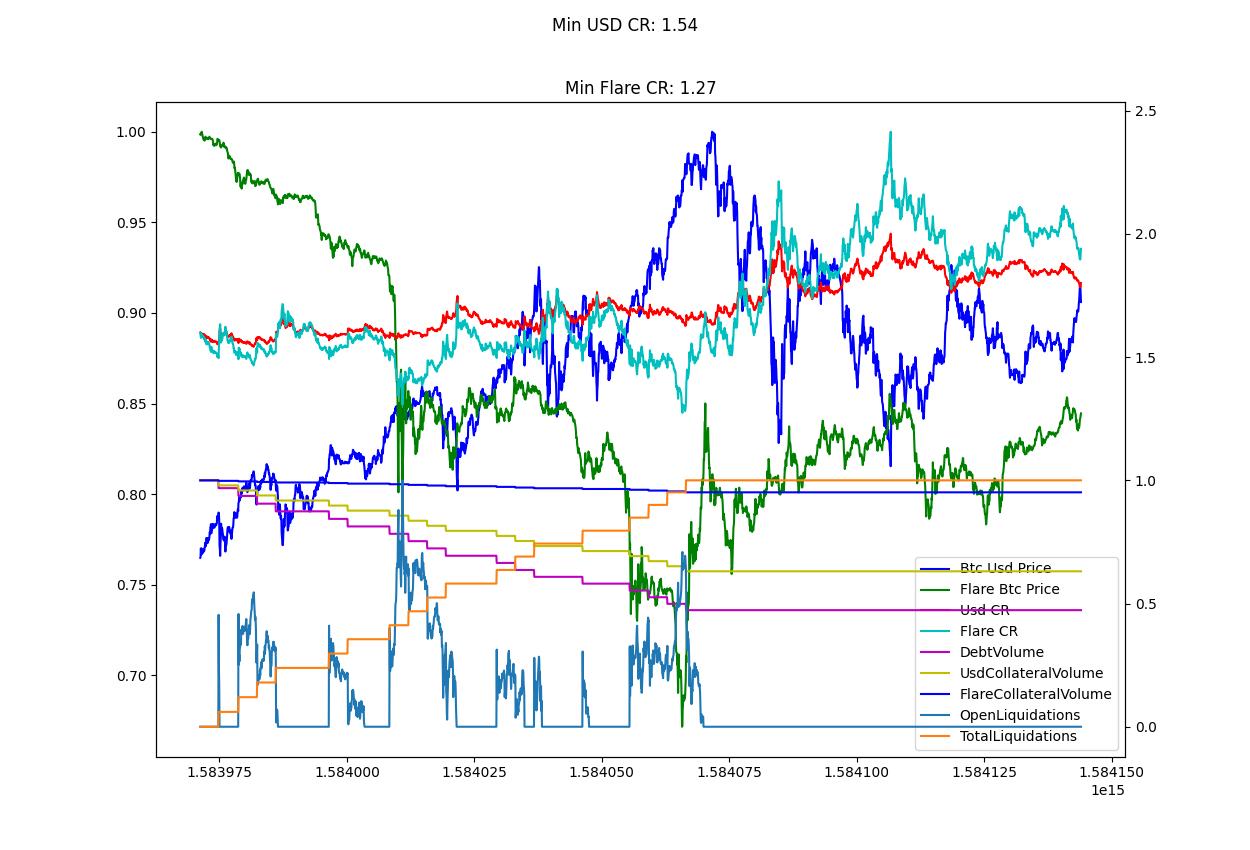 Min USD CR: 1.54
Min Flare CR: 1.27
1.00
0.95
0.90
0.85
0.80
0.75
0.70
2.5
2.0
1.5
1.0
0.5
0.0
Btc Usd Price
Flare Btc Price
Usd CR
Flare CR
DebtVolume
UsdCollateralVolume
FlareCollateralVolume
OpenLiquidations
TotalLiquidations
1.583975 1.584000 1.584025 1.584050 1.584075 1.584100 1.584125 1.584150
1e15